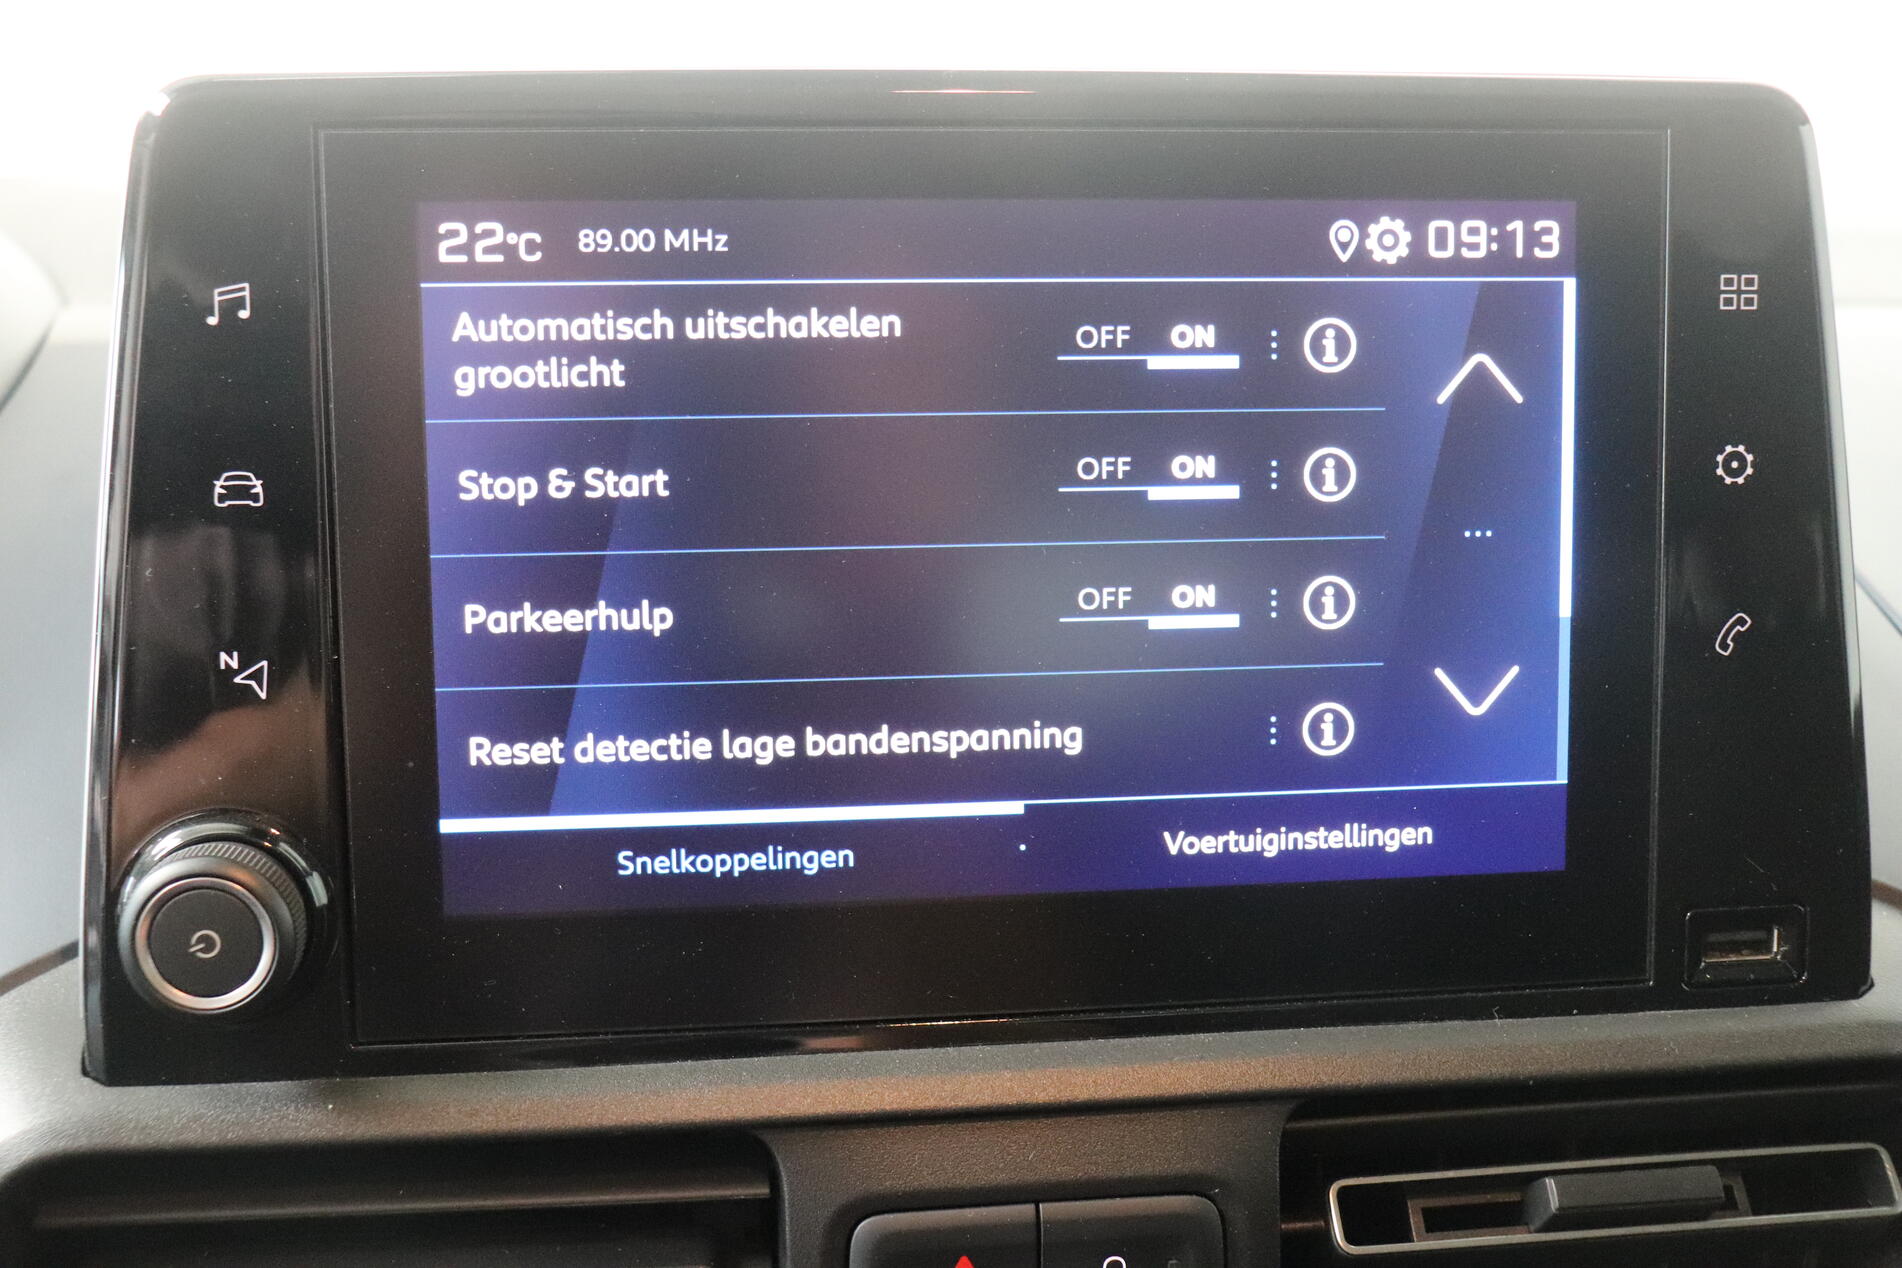 22°C 89.00 MHz 09:13
Automatisch uitschakelen
grootlicht
OFF ON
Stop & Start
OFF ON
Parkeerhulp
OFF ON
Reset detectie lage bandenspanning
Snelkoppelingen
Voertuiginstellingen
N